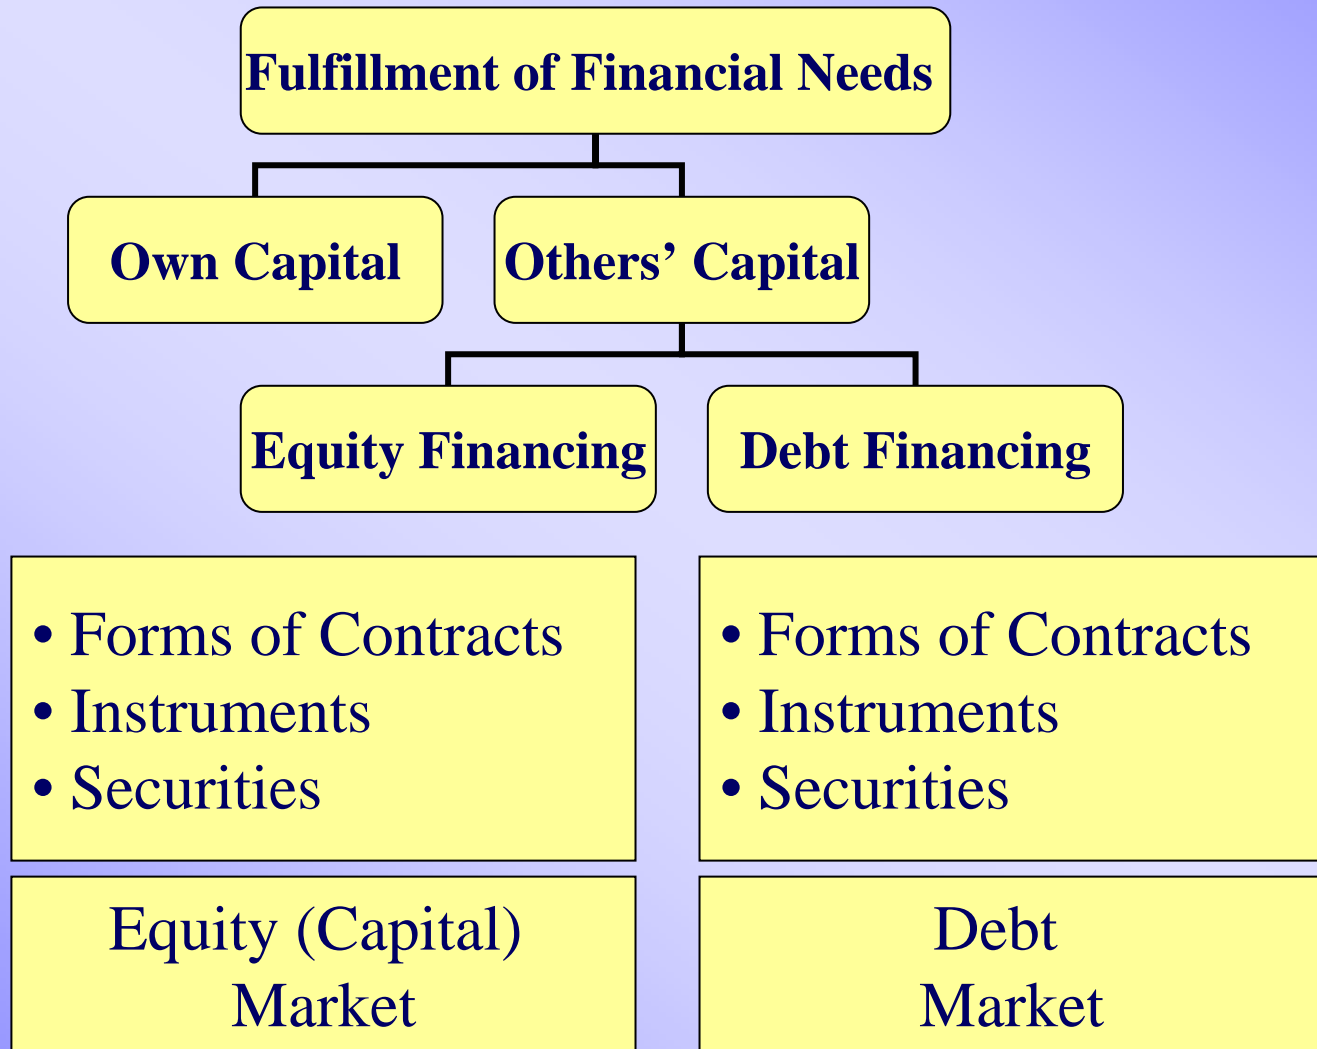 Fulfillment of Financial Needs
Own Capital
Others’ Capital
Equity Financing
Debt Financing
• Forms of Contracts
• Instruments
• Securities
• Forms of Contracts
• Instruments
• Securities
Equity (Capital)
Market
Debt
Market